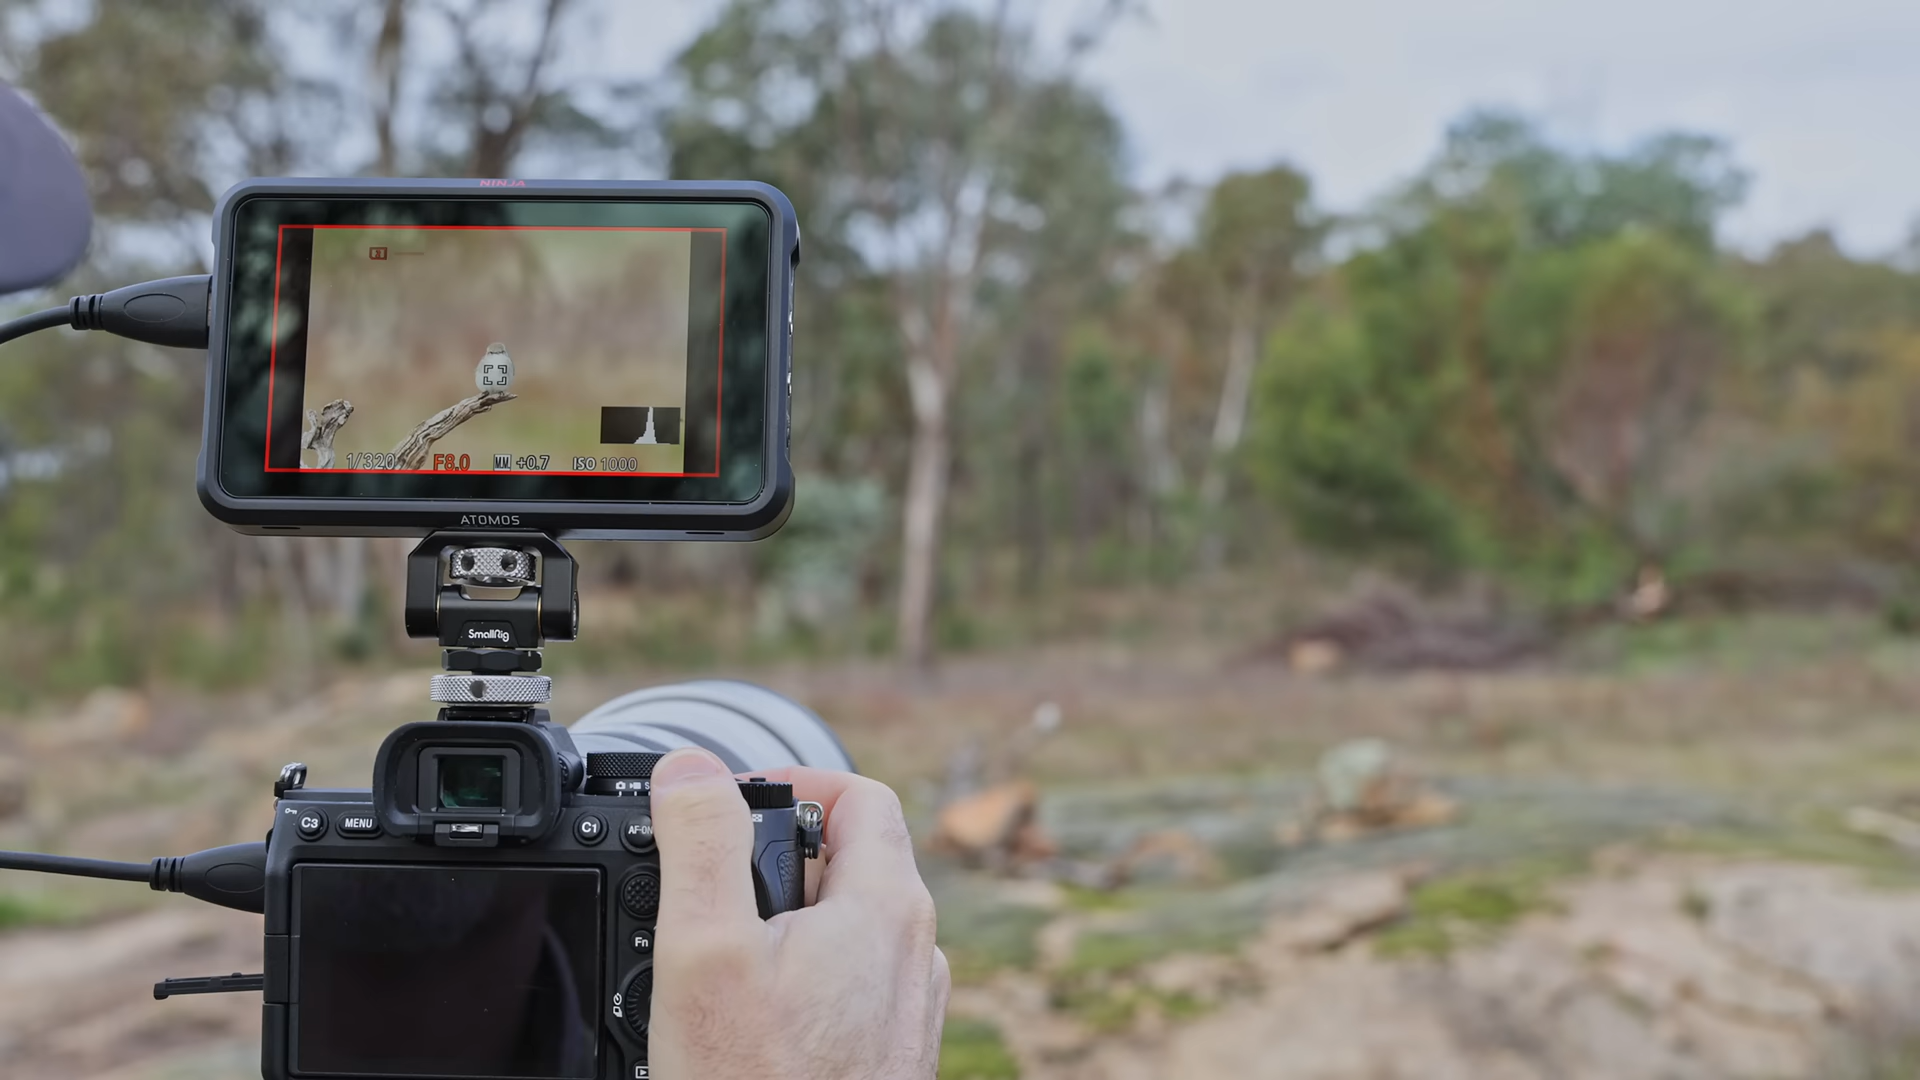 NINJA
1/320 F8.0 M.M. +0.7 ISO 1000
ATOMOS
SmallRig
C3 MENU C1 AF-ON
Fn